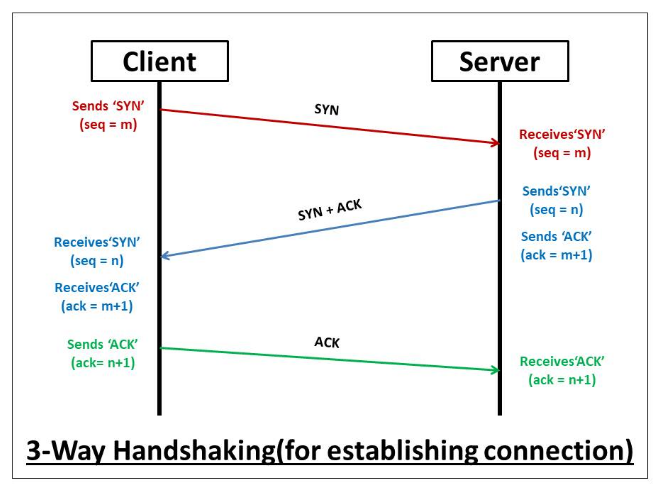 Client
Server
Sends ‘SYN’
(seq = m)
SYN
Receives‘SYN’
(seq = m)
Sends‘SYN’
(seq = n)
SYN + ACK
Sends ‘ACK’
(ack = m+1)
Receives‘SYN’
(seq = n)
Receives‘ACK’
(ack = m+1)
Sends ‘ACK’
(ack= n+1)
ACK
Receives‘ACK’
(ack = n+1)
3-Way Handshaking(for establishing connection)